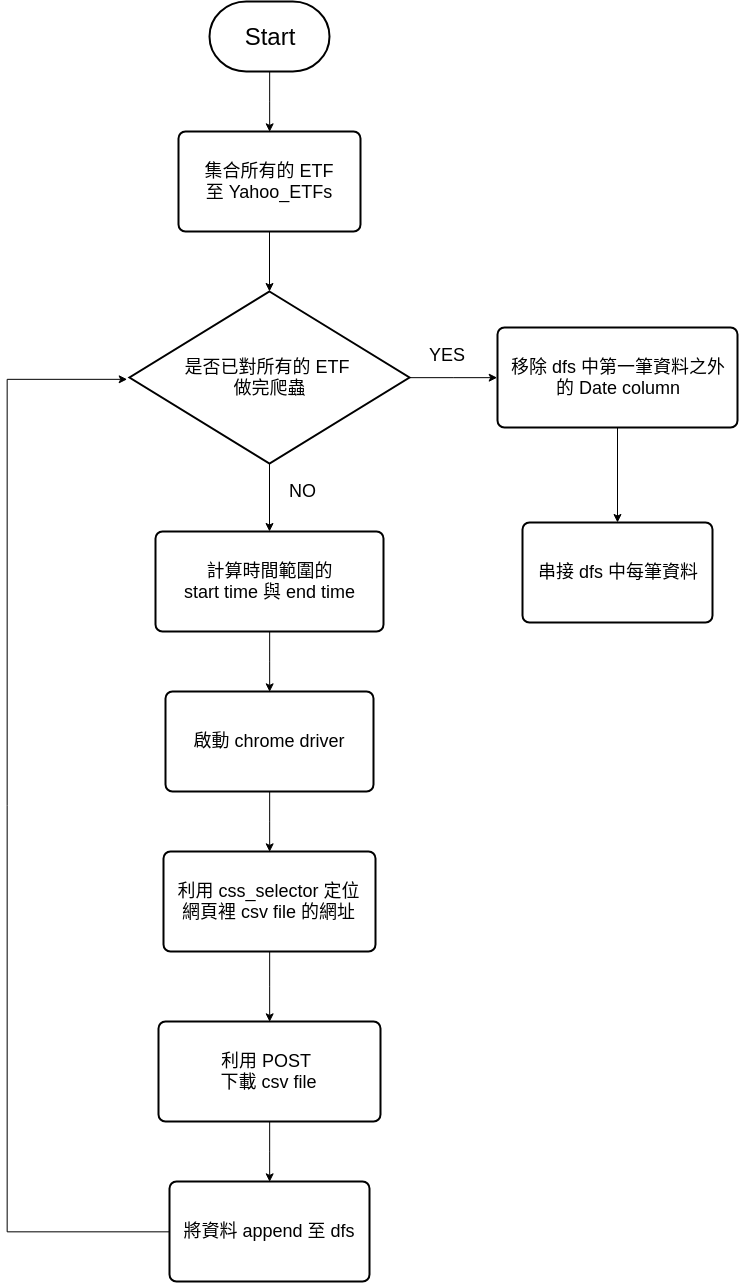 Start
集合所有的 ETF
至 Yahoo_ETFs
是否已對所有的 ETF
做完爬蟲
YES
移除 dfs 中第一筆資料之外
的 Date column
NO
計算時間範圍的
start time 與 end time
串接 dfs 中每筆資料
啟動 chrome driver
利用 css_selector 定位
網頁裡 csv file 的網址
利用 POST
下載 csv file
將資料 append 至 dfs